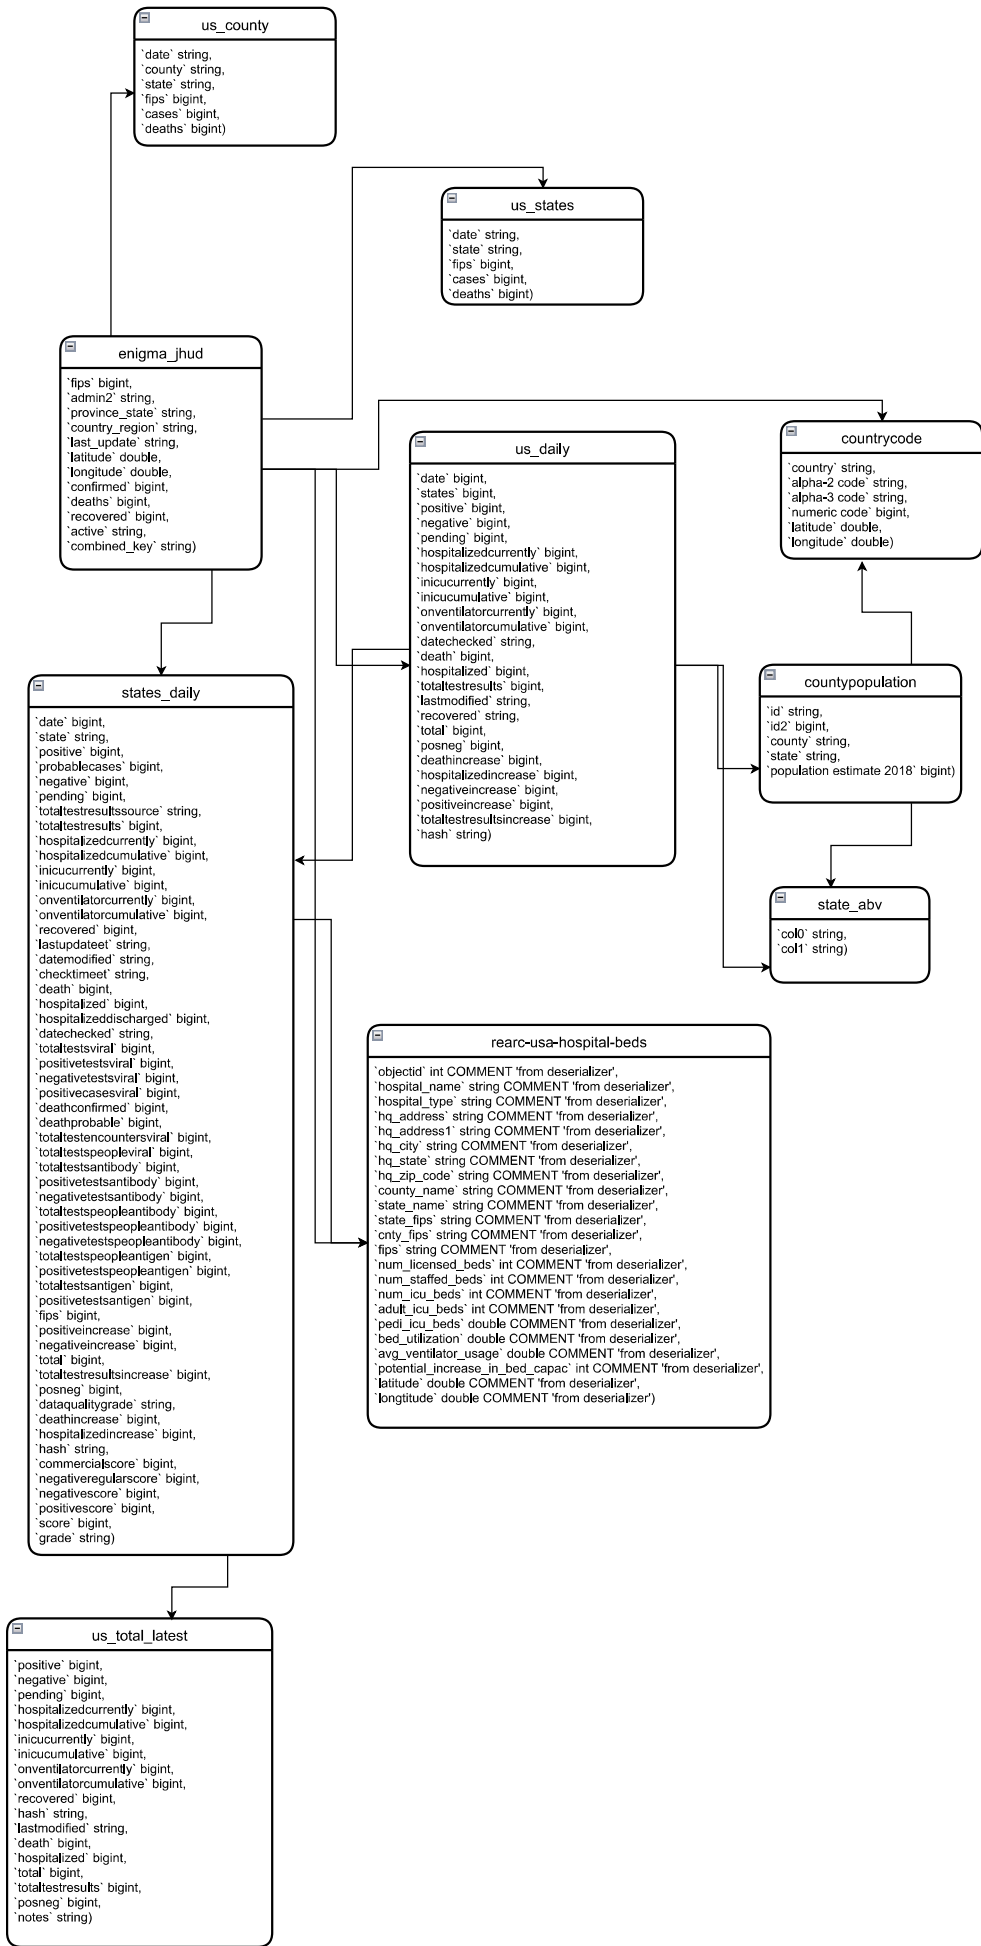 us_county
`date` string,
`county` string,
`state` string,
`fips` bigint,
`cases` bigint,
`deaths` bigint)
us_states
`date` string,
`state` string,
`fips` bigint,
`cases` bigint,
`deaths` bigint)
enigma_jhud
`fips` bigint,
`admin2` string,
`province_state` string,
`country_region` string,
`last_update` string,
`latitude` double,
`longitude` double,
`confirmed` bigint,
`deaths` bigint,
`recovered` bigint,
`active` string,
`combined_key` string)
us_daily
`date` bigint,
`states` bigint,
`positive` bigint,
`negative` bigint,
`pending` bigint,
`hospitalizedcurrently` bigint,
`hospitalizedcumulative` bigint,
`inicucurrently` bigint,
`inicucumulative` bigint,
`onventilatorcurrently` bigint,
`onventilatorcumulative` bigint,
`datechecked` string,
`death` bigint,
`hospitalized` bigint,
`totaltestresults` bigint,
`lastmodified` string,
`recovered` string,
`total` bigint,
`posneg` bigint,
`deathincrease` bigint,
`hospitalizedincrease` bigint,
`negativeincrease` bigint,
`positiveincrease` bigint,
`totaltestresultsincrease` bigint,
`hash` string)
countrycode
`country` string,
`alpha-2 code` string,
`alpha-3 code` string,
`numeric code` bigint,
`latitude` double,
`longitude` double)
countypopulation
`id` string,
`id2` bigint,
`county` string,
`state` string,
`population estimate 2018` bigint)
state_abv
`col0` string,
`col1` string)
states_daily
`date` bigint,
`state` string,
`positive` bigint,
`probablecases` bigint,
`negative` bigint,
`pending` bigint,
`totaltestresultssource` string,
`totaltestresults` bigint,
`hospitalizedcurrently` bigint,
`hospitalizedcumulative` bigint,
`inicucurrently` bigint,
`inicucumulative` bigint,
`onventilatorcurrently` bigint,
`onventilatorcumulative` bigint,
`recovered` bigint,
`lastupdateet` string,
`datemodified` string,
`checktimeet` string,
`death` bigint,
`hospitalized` bigint,
`hospitalizeddischarged` bigint,
`datechecked` string,
`totaltestsviral` bigint,
`positivetestsviral` bigint,
`negativetestsviral` bigint,
`positivecasesviral` bigint,
`deathconfirmed` bigint,
`deathprobable` bigint,
`totaltestencountersviral` bigint,
`totaltestspeopleviral` bigint,
`totaltestsantibody` bigint,
`positivetestsantibody` bigint,
`negativetestsantibody` bigint,
`totaltestspeopleantibody` bigint,
`positivetestspeopleantibody` bigint,
`negativetestspeopleantibody` bigint,
`totaltestspeopleantigen` bigint,
`positivetestspeopleantigen` bigint,
`totaltestsantigen` bigint,
`positivetestsantigen` bigint,
`fips` bigint,
`positiveincrease` bigint,
`negativeincrease` bigint,
`total` bigint,
`totaltestresultsincrease` bigint,
`posneg` bigint,
`dataqualitygrade` string,
`deathincrease` bigint,
`hospitalizedincrease` bigint,
`hash` string,
`commercialscore` bigint,
`negativeregularscore` bigint,
`negativescore` bigint,
`positivescore` bigint,
`score` bigint,
`grade` string)
rearc-usa-hospital-beds
`objectid` int COMMENT 'from deserializer',
`hospital_name` string COMMENT 'from deserializer',
`hospital_type` string COMMENT 'from deserializer',
`hq_address` string COMMENT 'from deserializer',
`hq_address1` string COMMENT 'from deserializer',
`hq_city` string COMMENT 'from deserializer',
`hq_state` string COMMENT 'from deserializer',
`hq_zip_code` string COMMENT 'from deserializer',
`county_name` string COMMENT 'from deserializer',
`state_name` string COMMENT 'from deserializer',
`state_fips` string COMMENT 'from deserializer',
`cnty_fips` string COMMENT 'from deserializer',
`fips` string COMMENT 'from deserializer',
`num_licensed_beds` int COMMENT 'from deserializer',
`num_staffed_beds` int COMMENT 'from deserializer',
`num_icu_beds` int COMMENT 'from deserializer',
`adult_icu_beds` int COMMENT 'from deserializer',
`pedi_icu_beds` double COMMENT 'from deserializer',
`bed_utilization` double COMMENT 'from deserializer',
`avg_ventilator_usage` double COMMENT 'from deserializer',
`potential_increase_in_bed_capac` int COMMENT 'from deserializer',
`latitude` double COMMENT 'from deserializer',
`longtitude` double COMMENT 'from deserializer')
us_total_latest
`positive` bigint,
`negative` bigint,
`pending` bigint,
`hospitalizedcurrently` bigint,
`hospitalizedcumulative` bigint,
`inicucurrently` bigint,
`inicucumulative` bigint,
`onventilatorcurrently` bigint,
`onventilatorcumulative` bigint,
`recovered` bigint,
`hash` string,
`lastmodified` string,
`death` bigint,
`hospitalized` bigint,
`total` bigint,
`totaltestresults` bigint,
`posneg` bigint,
`notes` string)